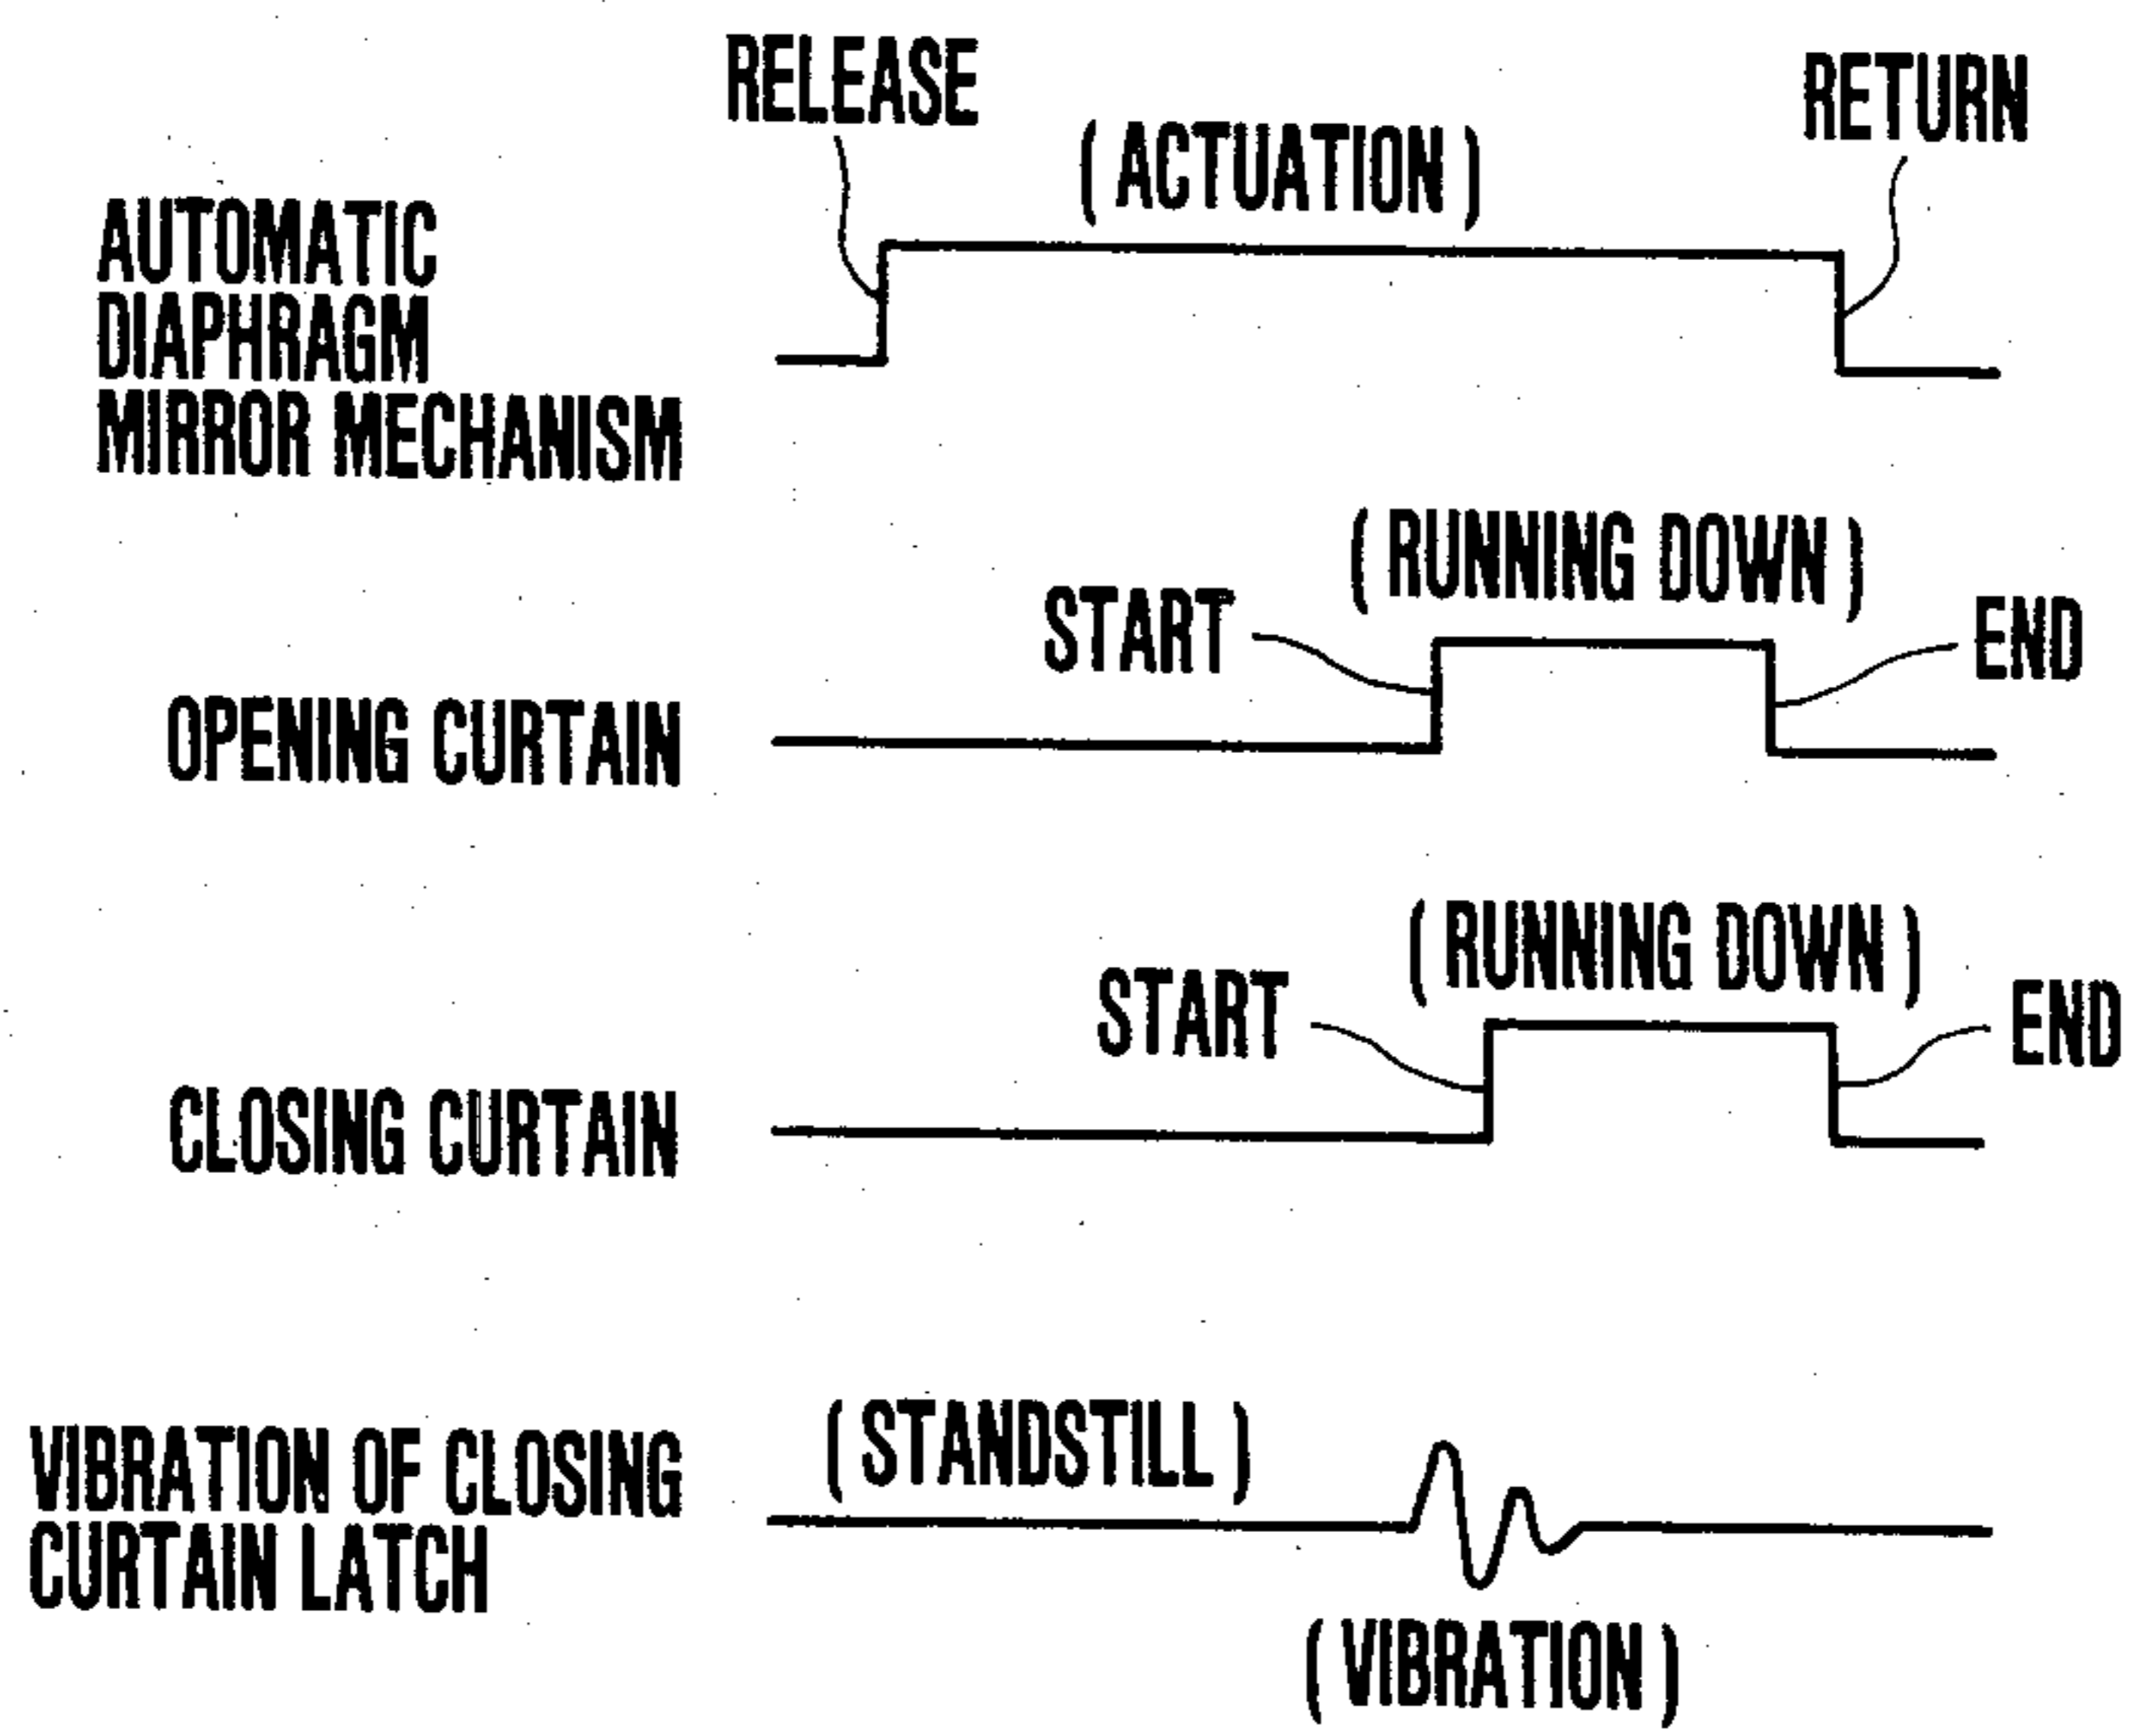 RELEASE
RETURN
( ACTUATION )
AUTOMATIC
DIAPHRAGM
MIRROR MECHANISM
( RUNNING DOWN )
START
END
OPENING CURTAIN
( RUNNING DOWN )
START
END
CLOSING CURTAIN
( STANDSTILL )
VIBRATION OF CLOSING
CURTAIN LATCH
( VIBRATION )